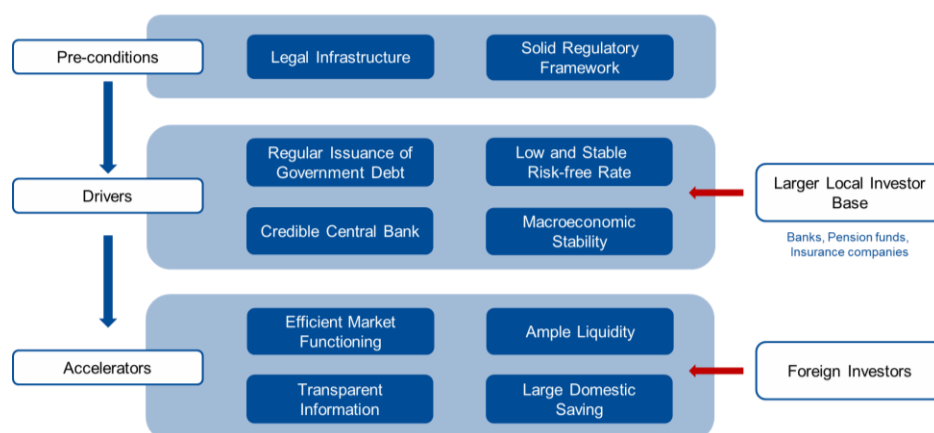 Pre-conditions
Legal Infrastructure
Solid Regulatory
Framework
Drivers
Regular Issuance of
Government Debt
Low and Stable
Risk-free Rate
Credible Central Bank
Macroeconomic
Stability
Larger Local Investor
Base
Banks, Pension funds,
Insurance companies
Accelerators
Efficient Market
Functioning
Ample Liquidity
Transparent
Information
Large Domestic
Saving
Foreign Investors